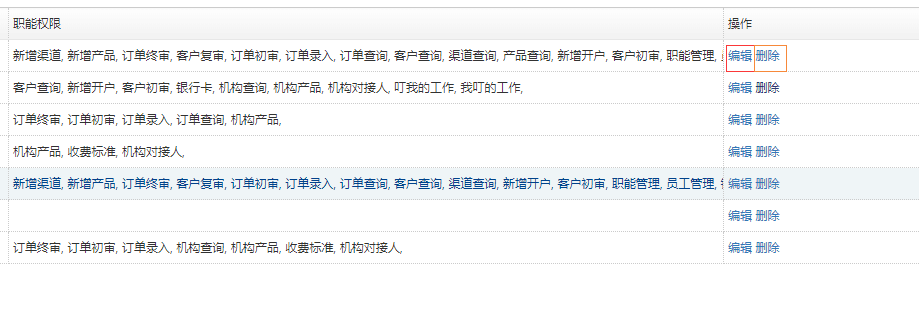 职能权限 操作
新增渠道, 新增产品, 订单终审, 客户复审, 订单初审, 订单录入, 订单查询, 客户查询, 渠道查询, 产品查询, 新增开户, 客户初审, 职能管理, 编辑 删除
客户查询, 新增开户, 客户初审, 银行卡, 机构查询, 机构产品, 机构对接人, 叮我的工作, 我叮的工作, 编辑 删除
订单终审, 订单初审, 订单录入, 订单查询, 机构产品, 编辑 删除
机构产品, 收费标准, 机构对接人, 编辑 删除
新增渠道, 新增产品, 订单终审, 客户复审, 订单初审, 订单录入, 订单查询, 客户查询, 渠道查询, 新增开户, 客户初审, 职能管理, 员工管理, 编辑 删除
编辑 删除
订单终审, 订单初审, 订单录入, 机构查询, 机构产品, 收费标准, 机构对接人, 编辑 删除